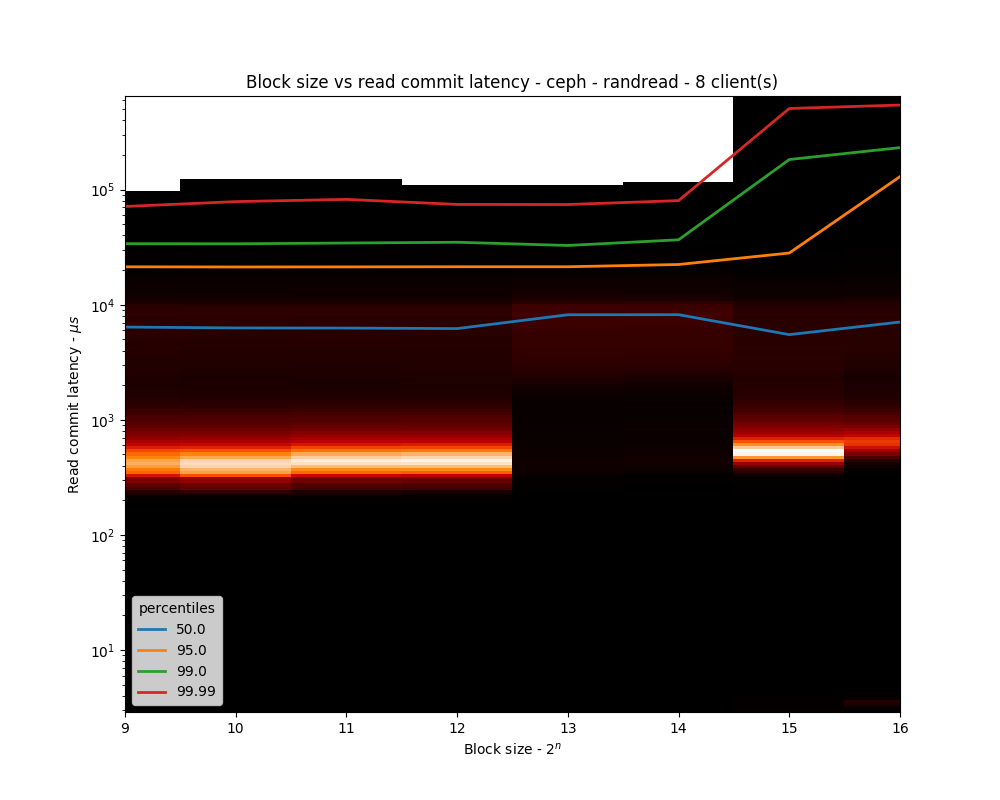 Block size vs read commit latency - ceph - randread - 8 client(s)
Read commit latency - μs
10⁵
10⁴
10³
10²
10¹
percentiles
50.0
95.0
99.0
99.99
9 10 11 12 13 14 15 16
Block size - 2ⁿ